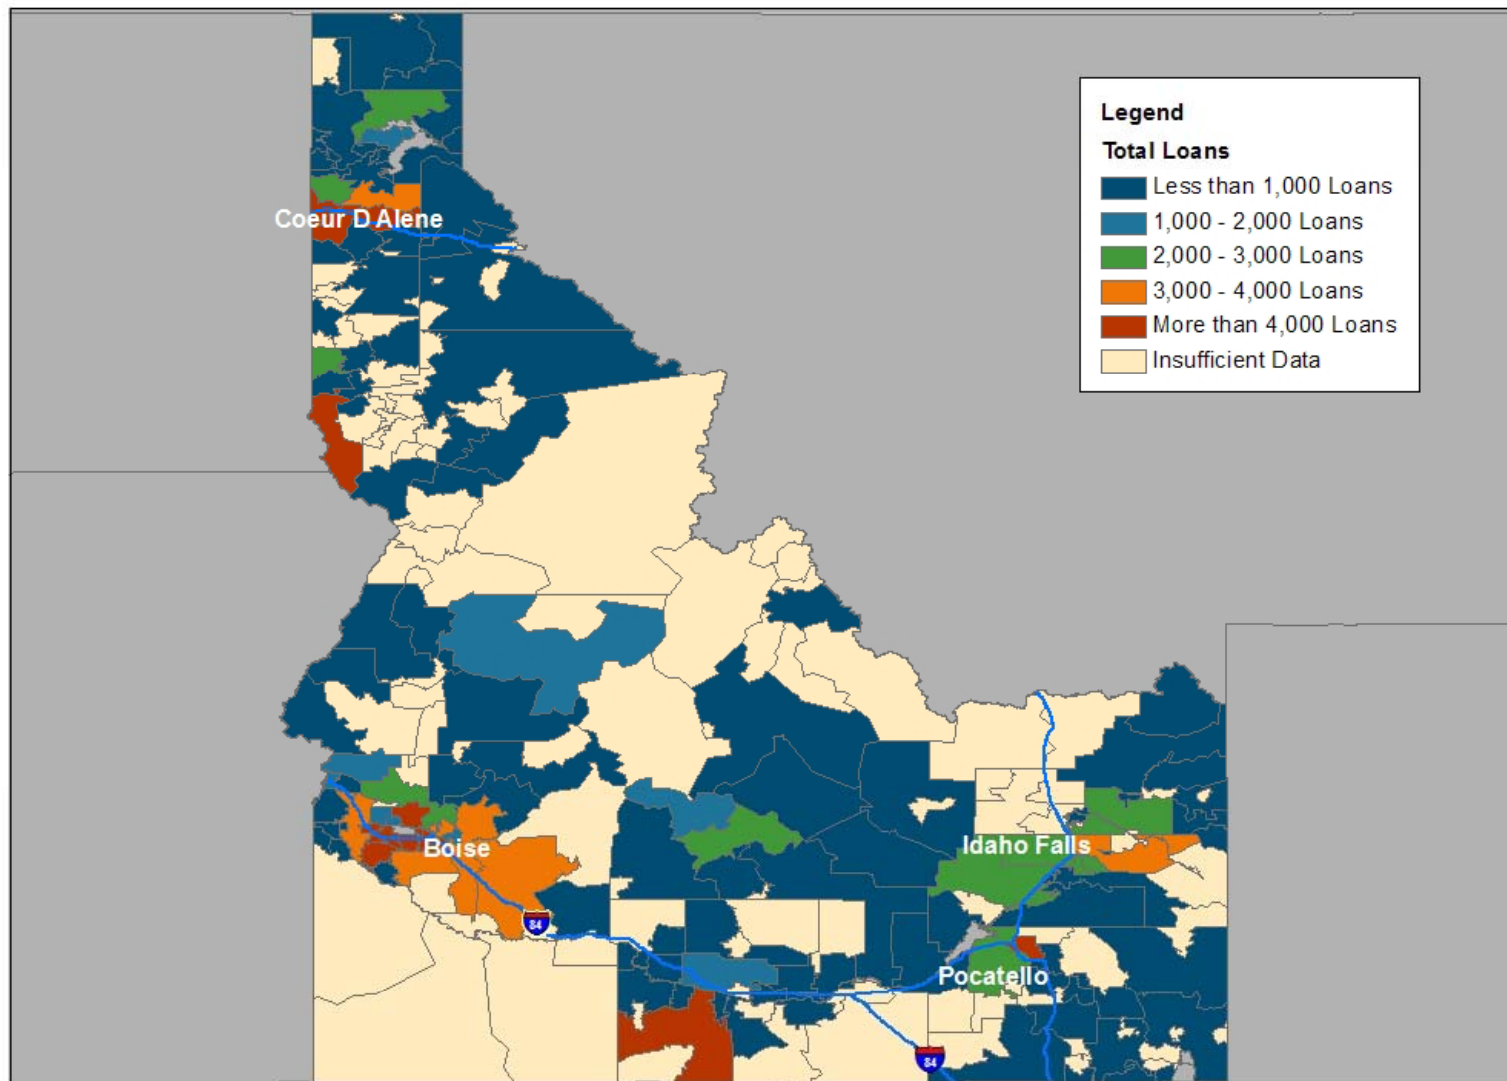 Legend
Total Loans
Less than 1,000 Loans
1,000 - 2,000 Loans
2,000 - 3,000 Loans
3,000 - 4,000 Loans
More than 4,000 Loans
Insufficient Data
Coeur D Alene
Boise
Idaho Falls
84
Pocatello
84